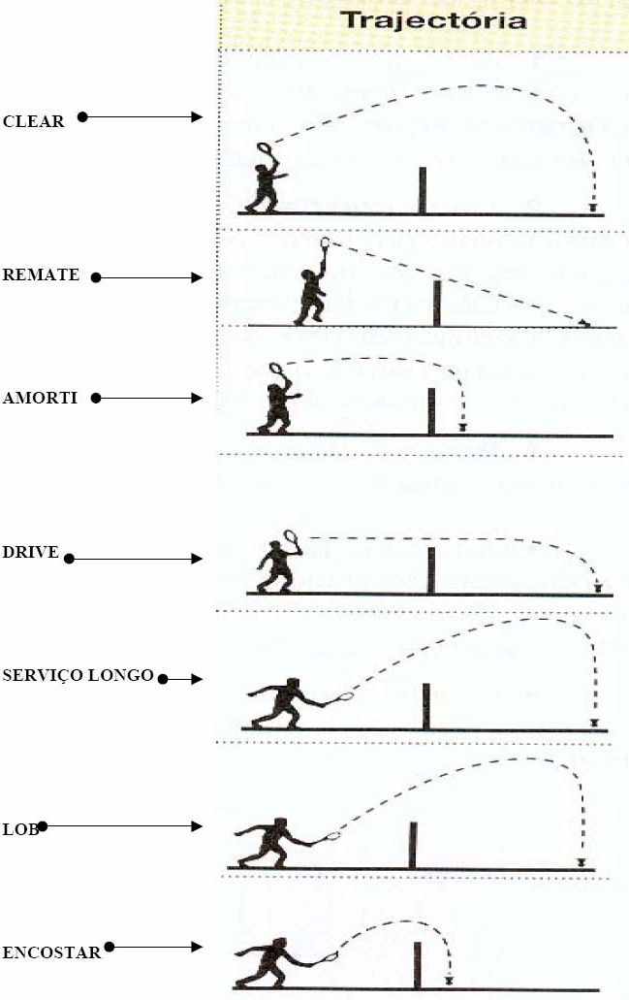 Trajectória
CLEAR
REMATE
AMORTI
DRIVE
SERVIÇO LONGO
LOB
ENCOSTAR